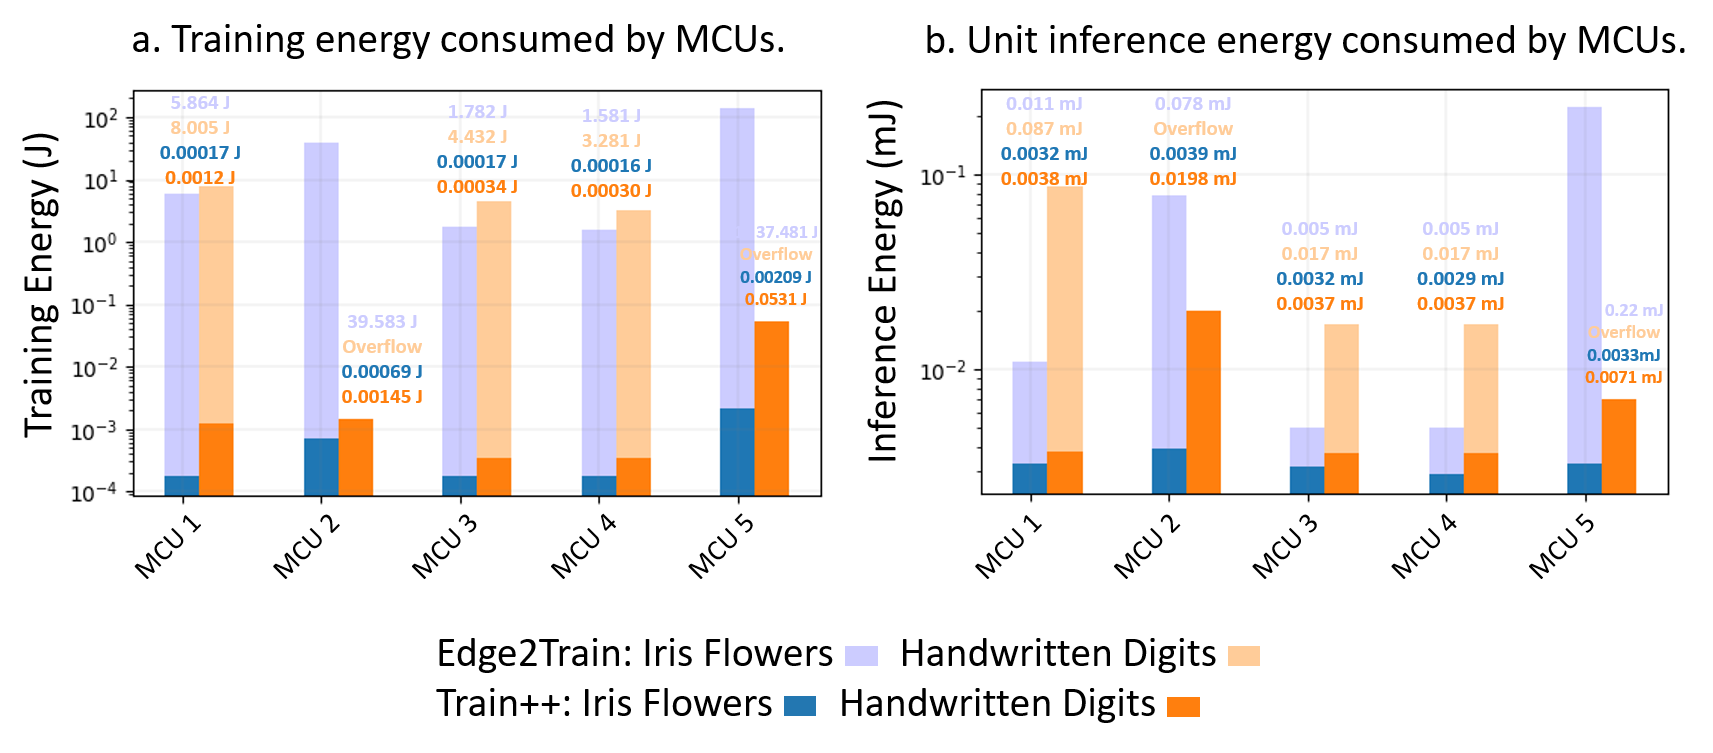 a. Training energy consumed by MCUs.
Training Energy (J)
10²
10¹
10⁰
10⁻¹
10⁻²
10⁻³
10⁻⁴
5.864 J
8.005 J
0.00017 J
0.0012 J
39.583 J
Overflow
0.00069 J
0.00145 J
1.782 J
4.432 J
0.00017 J
0.00034 J
1.581 J
3.281 J
0.00016 J
0.00030 J
37.481 J
Overflow
0.00209 J
0.0531 J
MCU 1
MCU 2
MCU 3
MCU 4
MCU 5
b. Unit inference energy consumed by MCUs.
Inference Energy (mJ)
10⁻¹
10⁻²
0.011 mJ
0.087 mJ
0.0032 mJ
0.0038 mJ
0.078 mJ
Overflow
0.0039 mJ
0.0198 mJ
0.005 mJ
0.017 mJ
0.0032 mJ
0.0037 mJ
0.005 mJ
0.017 mJ
0.0029 mJ
0.0037 mJ
0.22 mJ
Overflow
0.0033mJ
0.0071 mJ
MCU 1
MCU 2
MCU 3
MCU 4
MCU 5
Edge2Train: Iris Flowers Handwritten Digits
Train++: Iris Flowers Handwritten Digits